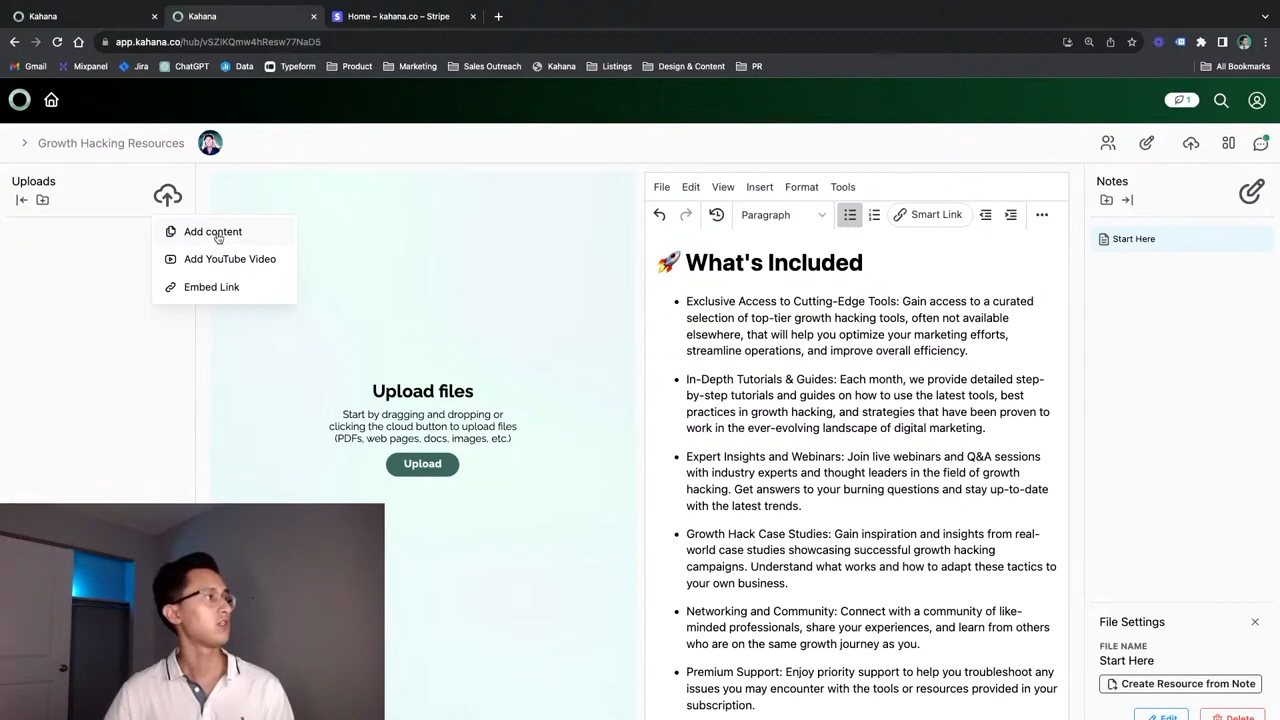 Kahana
Kahana
Home – kahana.co – Stripe
app.kahana.co/hub/vSZIKQmw4hResw77NaD5
Gmail
Mixpanel
Jira
ChatGPT
Data
Typeform
Product
Marketing
Sales Outreach
Kahana
Listings
Design & Content
PR
All Bookmarks
1
Growth Hacking Resources
Uploads
Add content
Add YouTube Video
Embed Link
Upload files
Start by dragging and dropping or
clicking the cloud button to upload files
(PDFs, web pages, docs, images, etc.)
Upload
File Edit View Insert Format Tools
Paragraph
Smart Link
🚀 What's Included
• Exclusive Access to Cutting-Edge Tools: Gain access to a curated
selection of top-tier growth hacking tools, often not available
elsewhere, that will help you optimize your marketing efforts,
streamline operations, and improve overall efficiency.
• In-Depth Tutorials & Guides: Each month, we provide detailed step-
by-step tutorials and guides on how to use the latest tools, best
practices in growth hacking, and strategies that have been proven to
work in the ever-evolving landscape of digital marketing.
• Expert Insights and Webinars: Join live webinars and Q&A sessions
with industry experts and thought leaders in the field of growth
hacking. Get answers to your burning questions and stay up-to-date
with the latest trends.
• Growth Hack Case Studies: Gain inspiration and insights from real-
world case studies showcasing successful growth hacking
campaigns. Understand what works and how to adapt these tactics to
your own business.
• Networking and Community: Connect with a community of like-
minded professionals, share your experiences, and learn from others
who are on the same growth journey as you.
• Premium Support: Enjoy priority support to help you troubleshoot any
issues you may encounter with the tools or resources provided in your
subscription.
Notes
Start Here
File Settings
FILE NAME
Start Here
Create Resource from Note
Edit
Delete